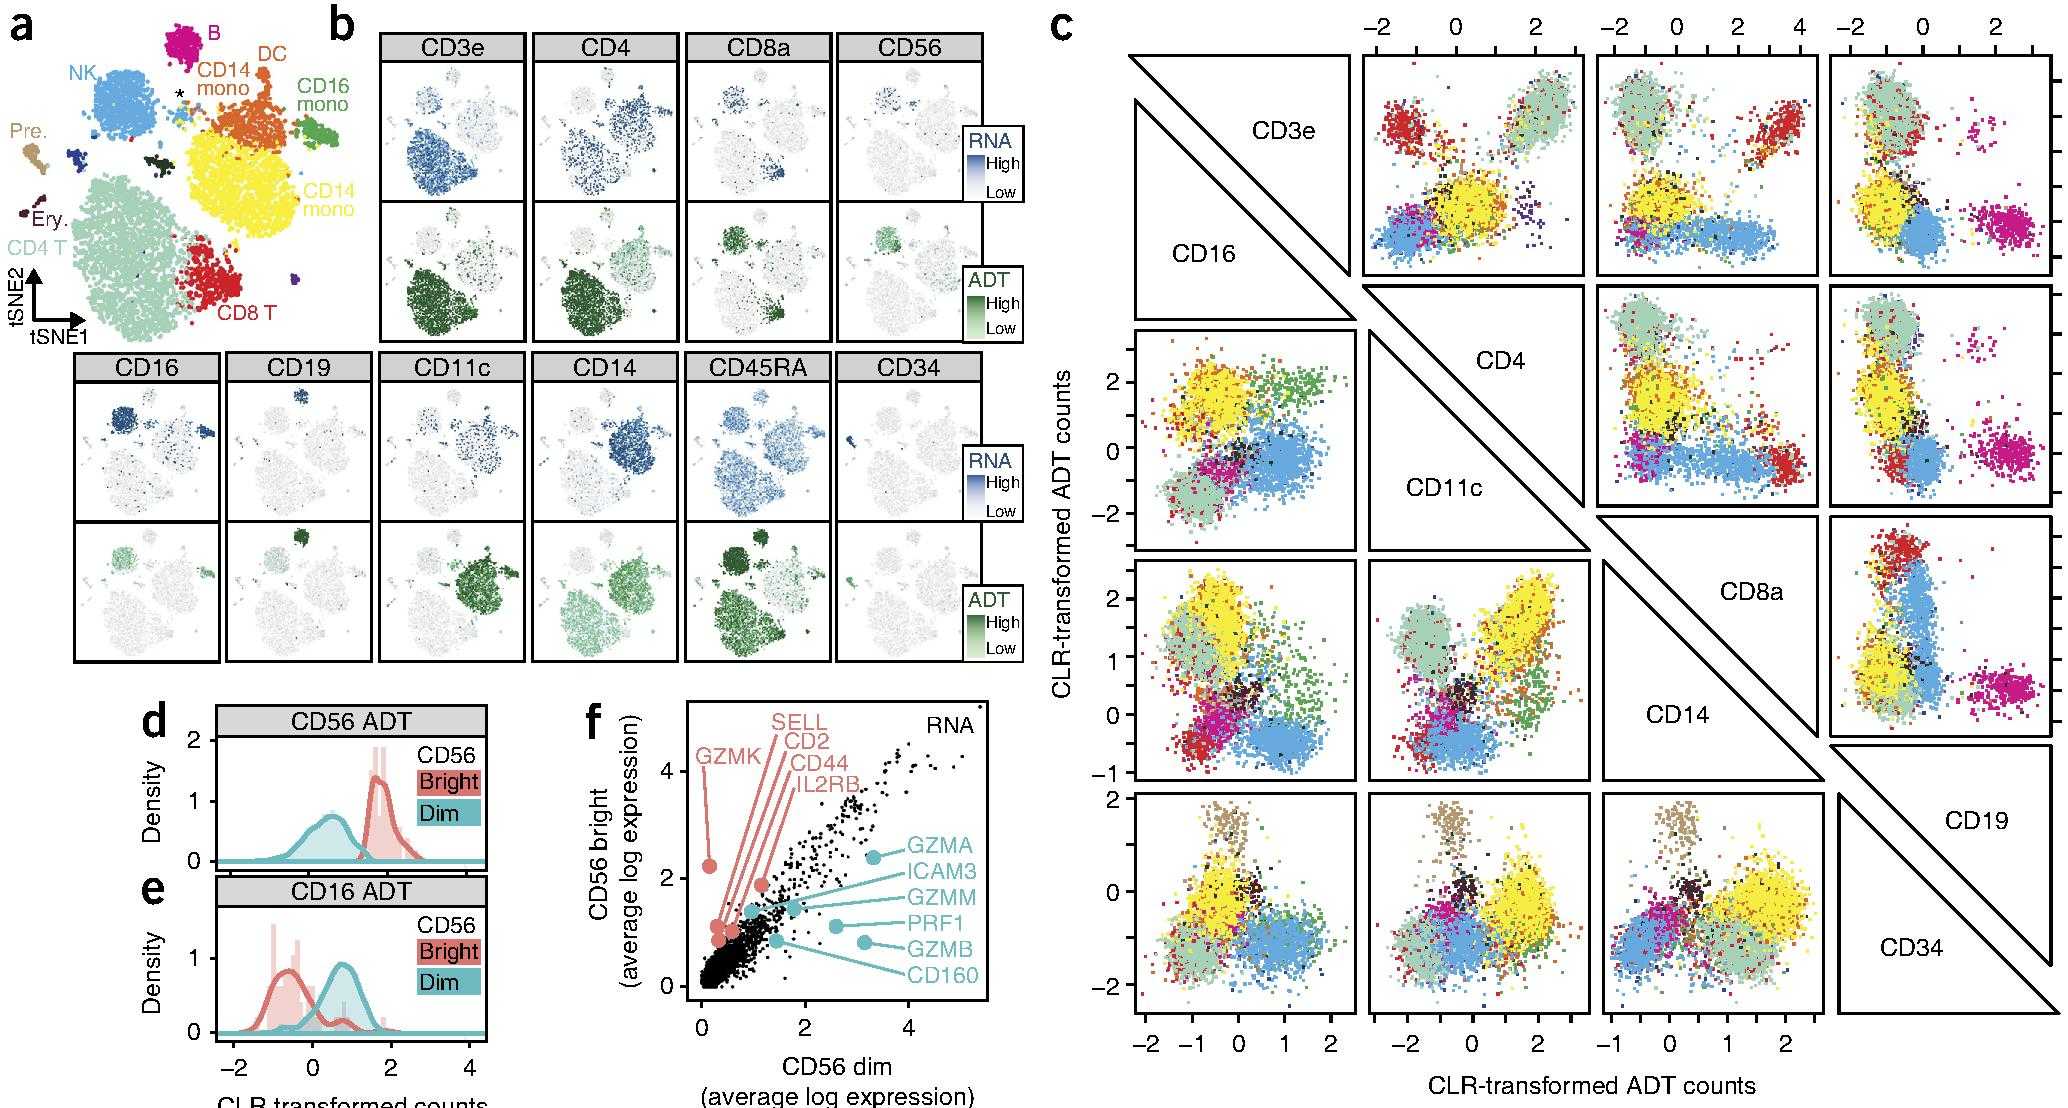 a
B
DC
NK
CD14
mono
CD16
mono
*
Pre.
CD14
mono
Ery.
CD4 T
CD8 T
tSNE2
tSNE1
b
CD3e
CD4
CD8a
CD56
RNA
High
Low
ADT
High
Low
CD16
CD19
CD11c
CD14
CD45RA
CD34
RNA
High
Low
ADT
High
Low
c
−2 0 2
−2 0 2 4
−2 0 2
CD3e
CD16
CD4
CD11c
CD8a
CD14
CD19
CD34
CLR-transformed ADT counts
2
0
−2
2
1
0
−1
2
0
−2
−2 −1 0 1 2
−2 0 2
−1 0 1 2
CLR-transformed ADT counts
d
CD56 ADT
CD56
Bright
Dim
Density
2
1
0
e
CD16 ADT
CD56
Bright
Dim
Density
1
0
−2 0 2 4
CLR transformed counts
f
RNA
SELL
CD2
GZMK
CD44
IL2RB
GZMA
ICAM3
GZMM
PRF1
GZMB
CD160
CD56 bright
(average log expression)
4
2
0
0 2 4
CD56 dim
(average log expression)